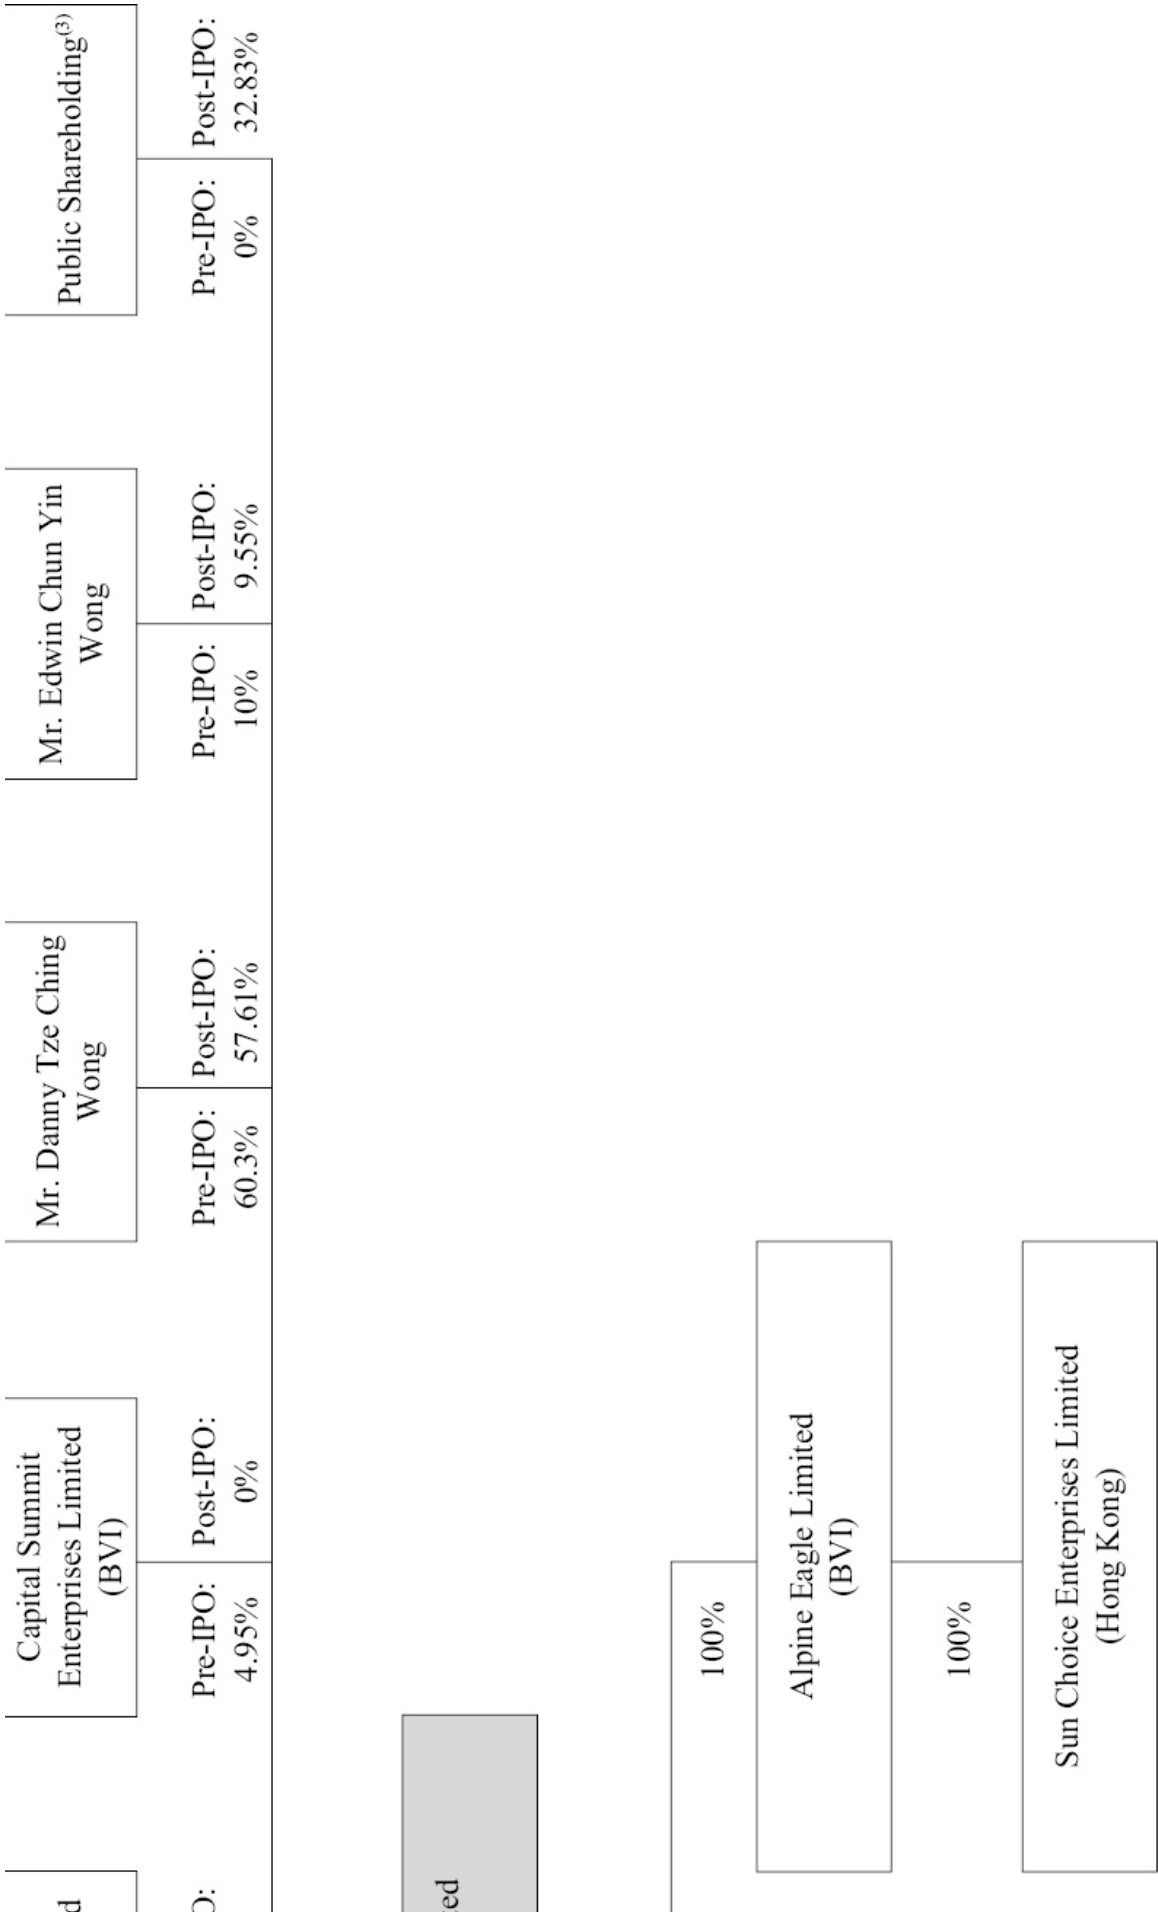 Capital Summit
Enterprises Limited
(BVI)
Pre-IPO:
4.95%
Post-IPO:
0%
Mr. Danny Tze Ching
Wong
Pre-IPO:
60.3%
Post-IPO:
57.61%
Mr. Edwin Chun Yin
Wong
Pre-IPO:
10%
Post-IPO:
9.55%
Public Shareholding(3)
Pre-IPO:
0%
Post-IPO:
32.83%
100%
Alpine Eagle Limited
(BVI)
100%
Sun Choice Enterprises Limited
(Hong Kong)